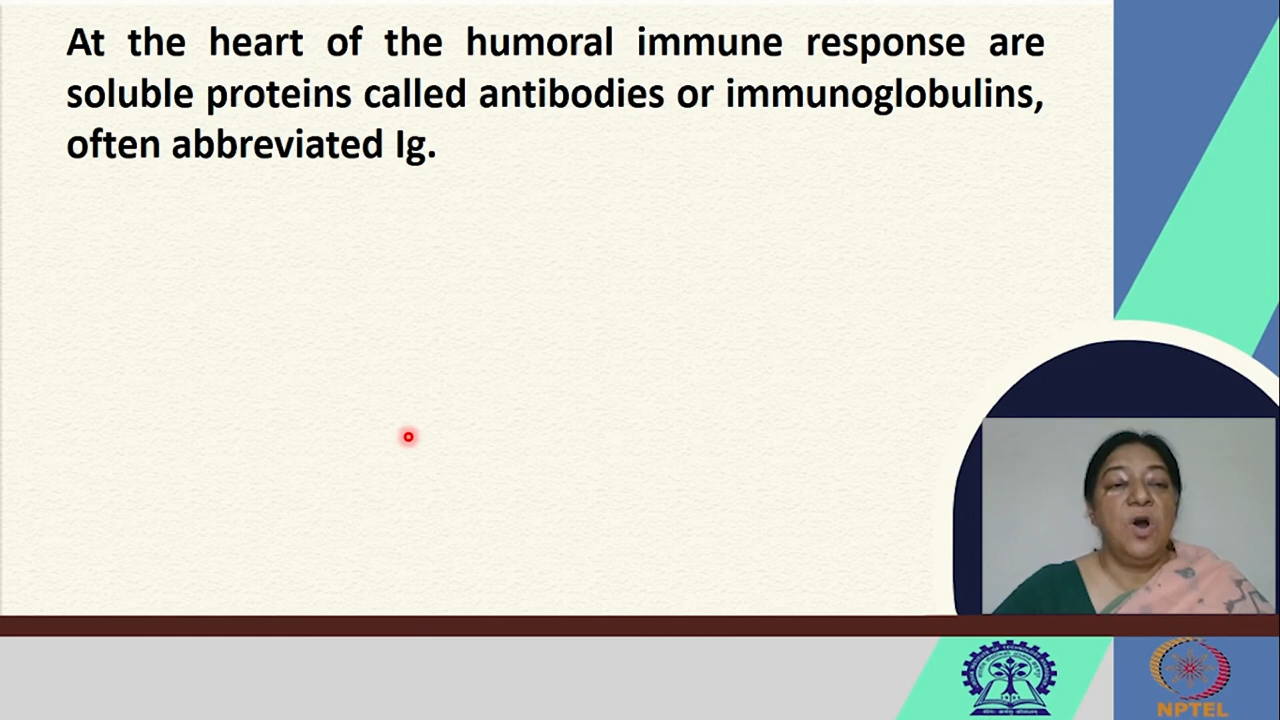 At the heart of the humoral immune response are
soluble proteins called antibodies or immunoglobulins,
often abbreviated Ig.
NPTEL